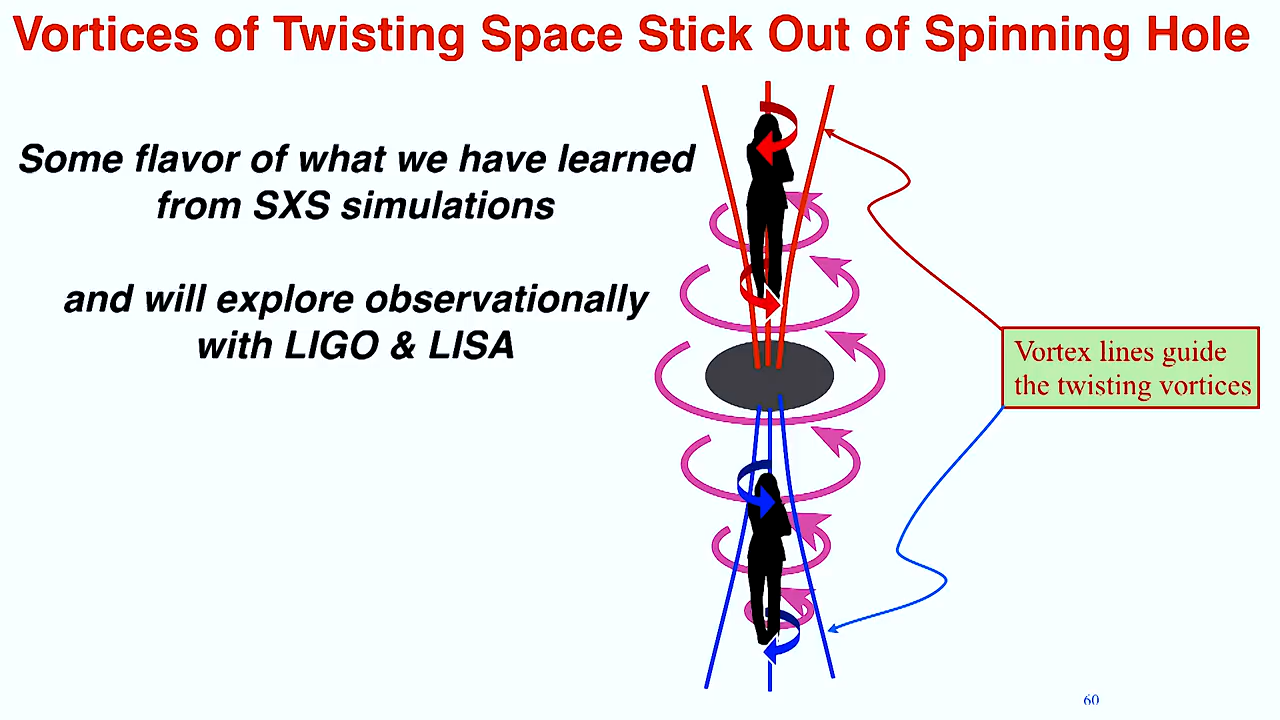 Vortices of Twisting Space Stick Out of Spinning Hole
Some flavor of what we have learned
from SXS simulations
and will explore observationally
with LIGO & LISA
Vortex lines guide
the twisting vortices
60